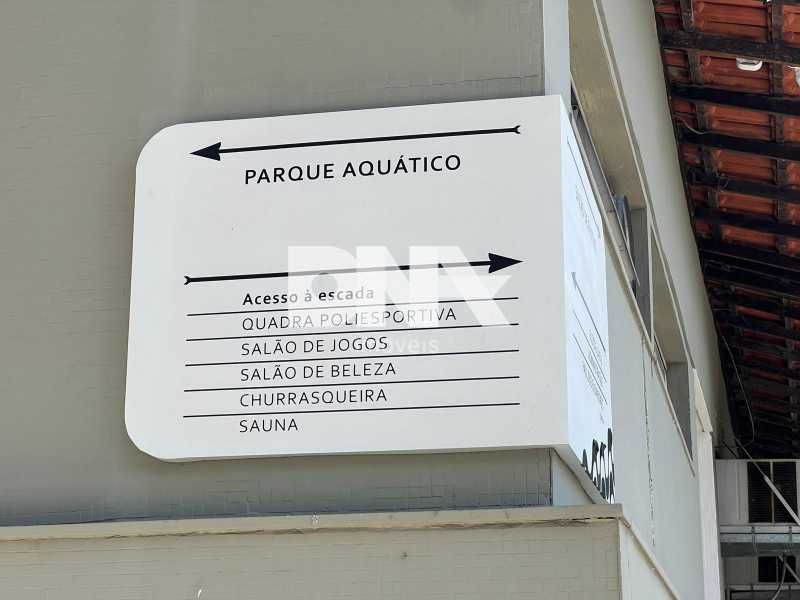 PARQUE AQUÁTICO
Acesso à escada
QUADRA POLIESPORTIVA
SALÃO DE JOGOS
SALÃO DE BELEZA
CHURRASQUEIRA
SAUNA